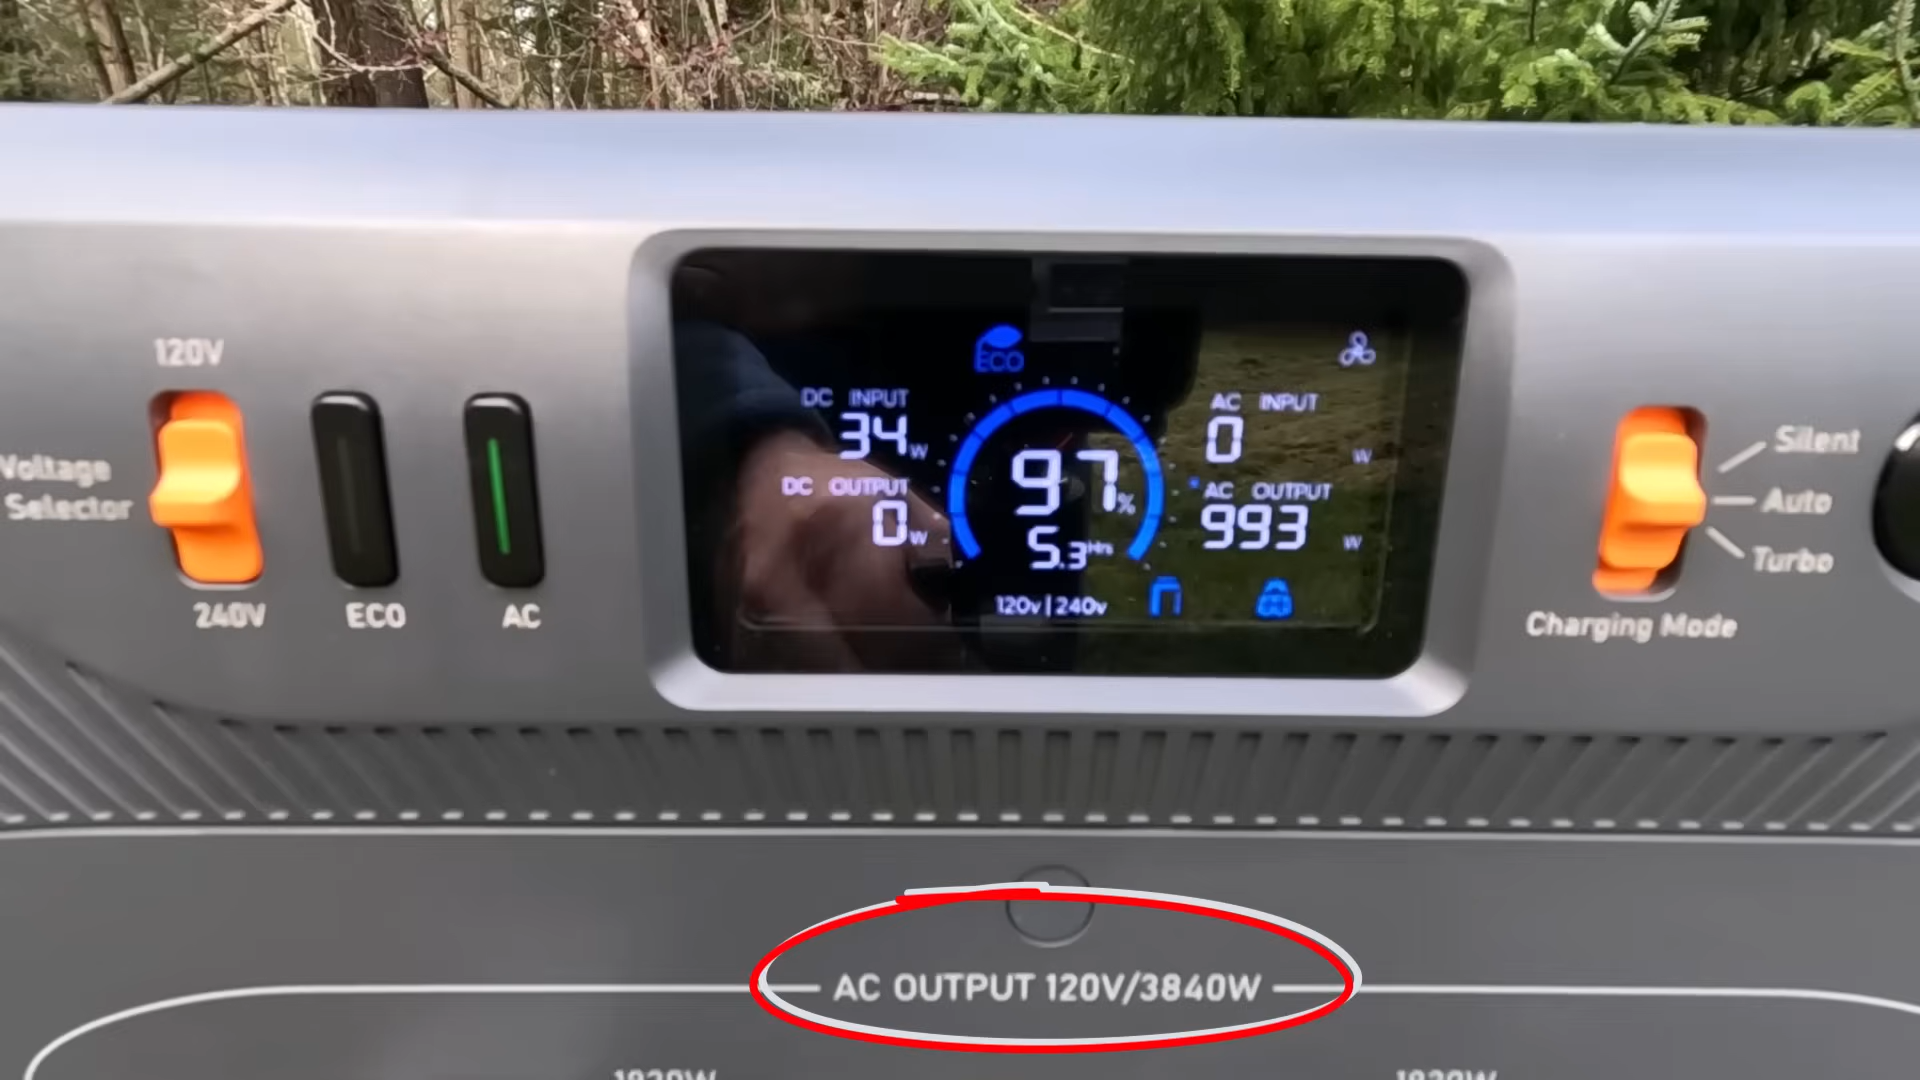 120V
Voltage
Selector
240V
ECO
AC
ECO
DC INPUT
34W
DC OUTPUT
0W
97%
5.3Hrs
120v|240v
AC INPUT
0 W
AC OUTPUT
993 W
Silent
Auto
Turbo
Charging Mode
AC OUTPUT 120V/3840W